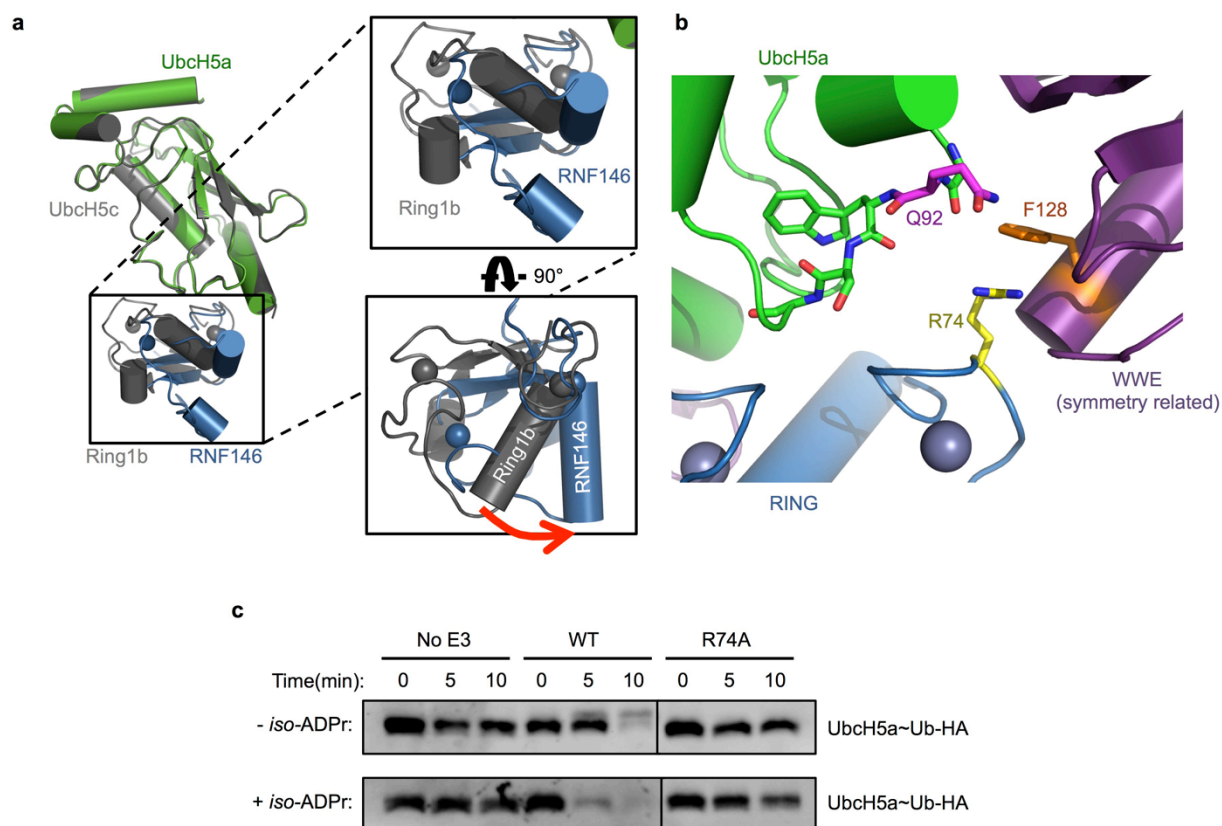 a
UbcH5a
UbcH5c
Ring1b RNF146
Ring1b
RNF146
90°
Ring1b
RNF146
b
UbcH5a
Q92
F128
R74
WWE
(symmetry related)
RING
c
No E3 WT R74A
Time(min): 0 5 10 0 5 10 0 5 10
- iso-ADPr: UbcH5a~Ub-HA
+ iso-ADPr: UbcH5a~Ub-HA